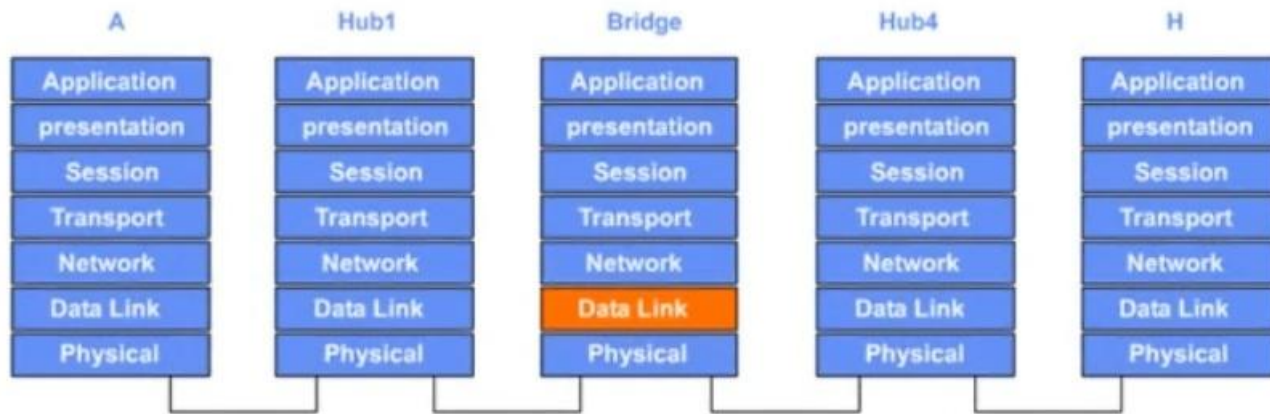 A Hub1 Bridge Hub4 H
Application Application Application Application Application
presentation presentation presentation presentation presentation
Session Session Session Session Session
Transport Transport Transport Transport Transport
Network Network Network Network Network
Data Link Data Link Data Link Data Link Data Link
Physical Physical Physical Physical Physical